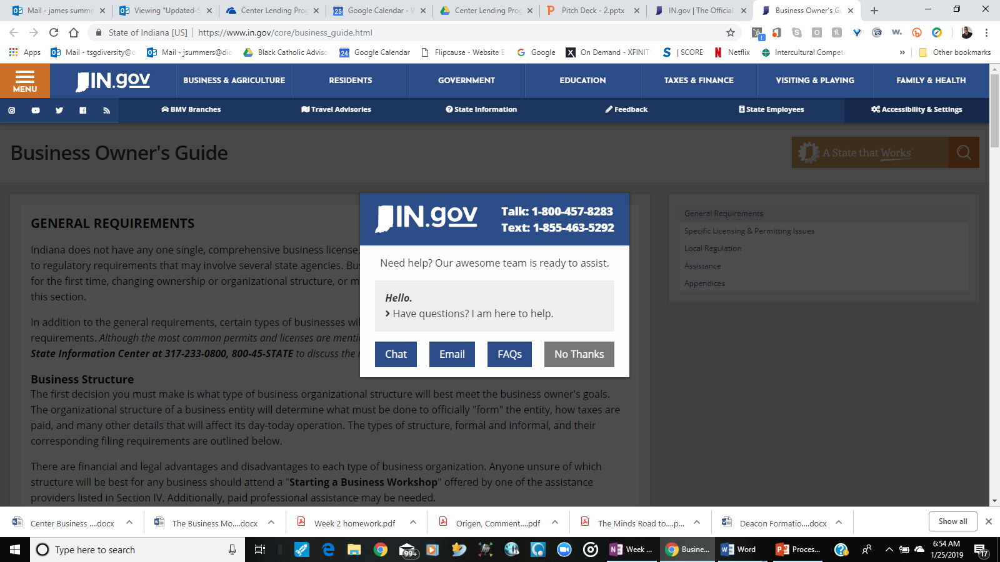 Mail - james summe
Viewing "Updated-S
Center Lending Prog
Google Calendar - W
Center Lending Prog
Pitch Deck - 2.pptx
IN.gov | The Official
Business Owner's Gu
State of Indiana [US] | https://www.in.gov/core/business_guide.html
Apps
Mail - tsgdiversity@o
Mail - jsummers@dio
Black Catholic Adviso
24 Google Calendar
Flipcause - Website E
Google
On Demand - XFINIT
| SCORE
Netflix
Intercultural Compet
»
Other bookmarks
MENU
IN.gov
BUSINESS & AGRICULTURE
RESIDENTS
GOVERNMENT
EDUCATION
TAXES & FINANCE
VISITING & PLAYING
FAMILY & HEALTH
BMV Branches
Travel Advisories
State Information
Feedback
State Employees
Accessibility & Settings
Business Owner's Guide
A State that Works
GENERAL REQUIREMENTS
Indiana does not have any one single, comprehensive business license.
to regulatory requirements that may involve several state agencies. Bus
for the first time, changing ownership or organizational structure, or m
this section.
In addition to the general requirements, certain types of businesses wil
requirements. Although the most common permits and licenses are menti
State Information Center at 317-233-0800, 800-45-STATE to discuss the
Business Structure
The first decision you must make is what type of business organizational structure will best meet the business owner's goals.
The organizational structure of a business entity will determine what must be done to officially "form" the entity, how taxes are
paid, and many other details that will affect its day-today operation. The types of structure, formal and informal, and their
corresponding filing requirements are outlined below.
There are financial and legal advantages and disadvantages to each type of business organization. Anyone unsure of which
structure will be best for any business should attend a "Starting a Business Workshop" offered by one of the assistance
providers listed in Section IV. Additionally, paid professional assistance may be needed.
IN.gov
Talk: 1-800-457-8283
Text: 1-855-463-5292
Need help? Our awesome team is ready to assist.
Hello.
Have questions? I am here to help.
Chat
Email
FAQs
No Thanks
General Requirements
Specific Licensing & Permitting Issues
Local Regulation
Assistance
Appendices
Center Business ....docx
The Business Mo....docx
Week 2 homework.pdf
Origen, Comment....pdf
The Minds Road to....p...
Deacon Formatio....docx
Show all
Type here to search
99+
Week ...
Busine...
Word
Proces...
6:54 AM
1/25/2019
17